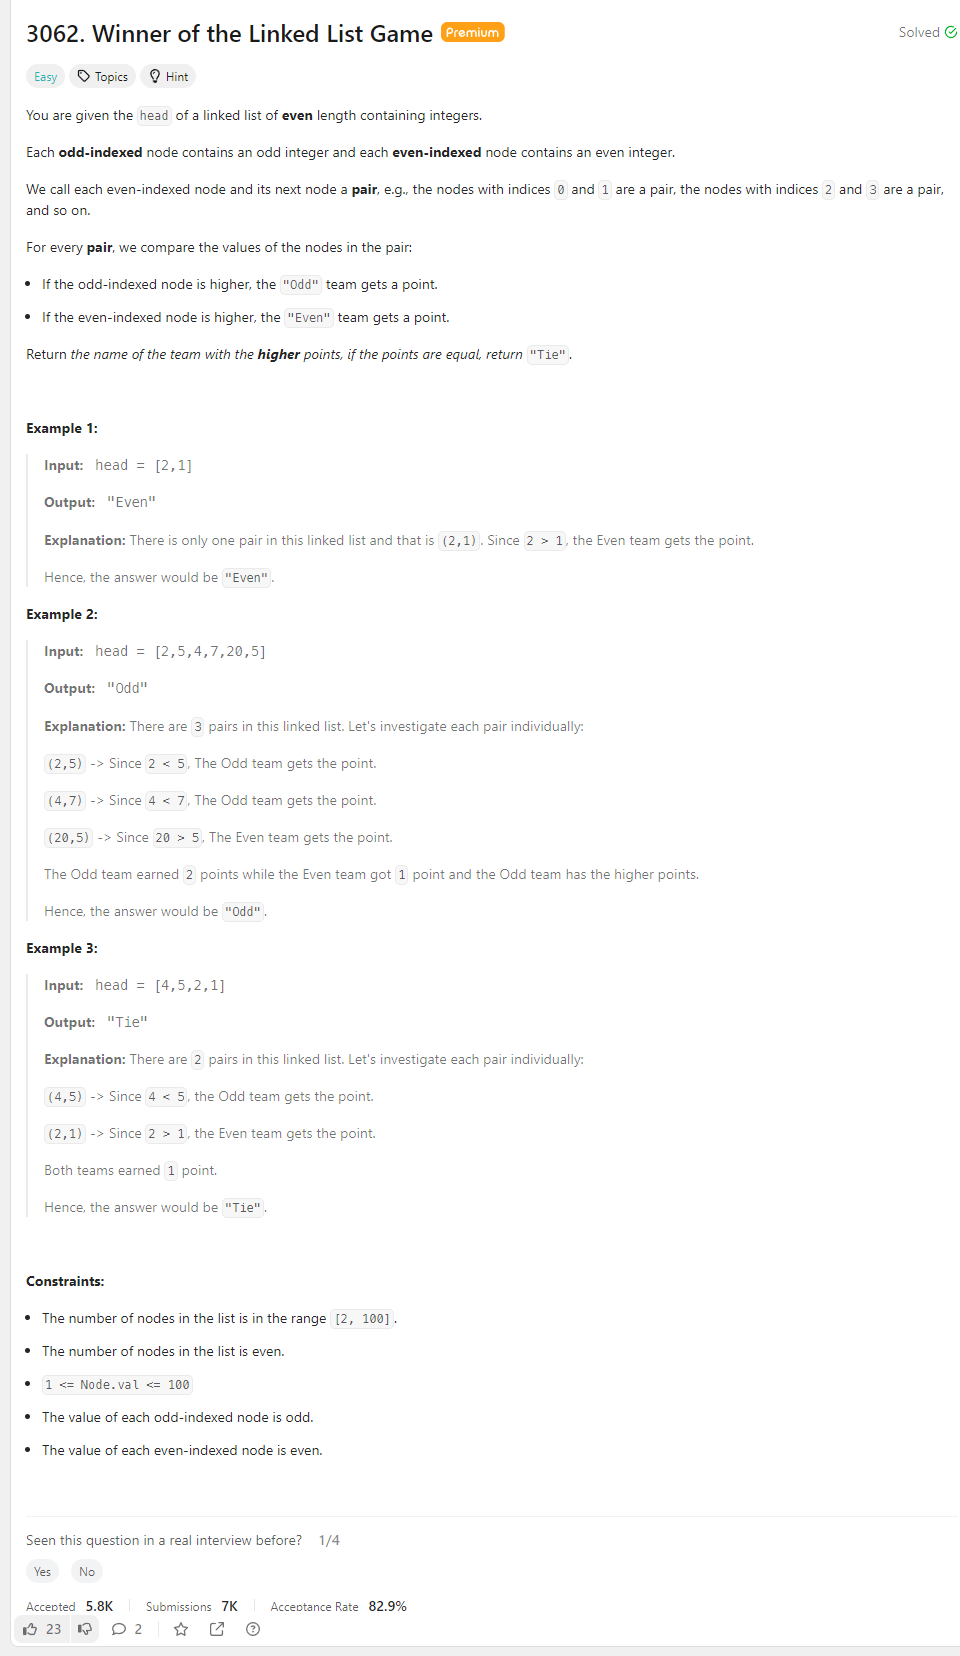 3062. Winner of the Linked List Game Premium
Solved
Easy Topics Hint
You are given the head of a linked list of even length containing integers.
Each odd-indexed node contains an odd integer and each even-indexed node contains an even integer.
We call each even-indexed node and its next node a pair, e.g., the nodes with indices 0 and 1 are a pair, the nodes with indices 2 and 3 are a pair,
and so on.
For every pair, we compare the values of the nodes in the pair:
• If the odd-indexed node is higher, the "Odd" team gets a point.
• If the even-indexed node is higher, the "Even" team gets a point.
Return the name of the team with the higher points, if the points are equal, return "Tie".
Example 1:
Input: head = [2,1]
Output: "Even"
Explanation: There is only one pair in this linked list and that is (2,1). Since 2 > 1, the Even team gets the point.
Hence, the answer would be "Even".
Example 2:
Input: head = [2,5,4,7,20,5]
Output: "Odd"
Explanation: There are 3 pairs in this linked list. Let's investigate each pair individually:
(2,5) -> Since 2 < 5, The Odd team gets the point.
(4,7) -> Since 4 < 7, The Odd team gets the point.
(20,5) -> Since 20 > 5, The Even team gets the point.
The Odd team earned 2 points while the Even team got 1 point and the Odd team has the higher points.
Hence, the answer would be "Odd".
Example 3:
Input: head = [4,5,2,1]
Output: "Tie"
Explanation: There are 2 pairs in this linked list. Let's investigate each pair individually:
(4,5) -> Since 4 < 5, the Odd team gets the point.
(2,1) -> Since 2 > 1, the Even team gets the point.
Both teams earned 1 point.
Hence, the answer would be "Tie".
Constraints:
• The number of nodes in the list is in the range [2, 100].
• The number of nodes in the list is even.
• 1 <= Node.val <= 100
• The value of each odd-indexed node is odd.
• The value of each even-indexed node is even.
Seen this question in a real interview before? 1/4
Yes No
Accepted 5.8K Submissions 7K Acceptance Rate 82.9%
23 2